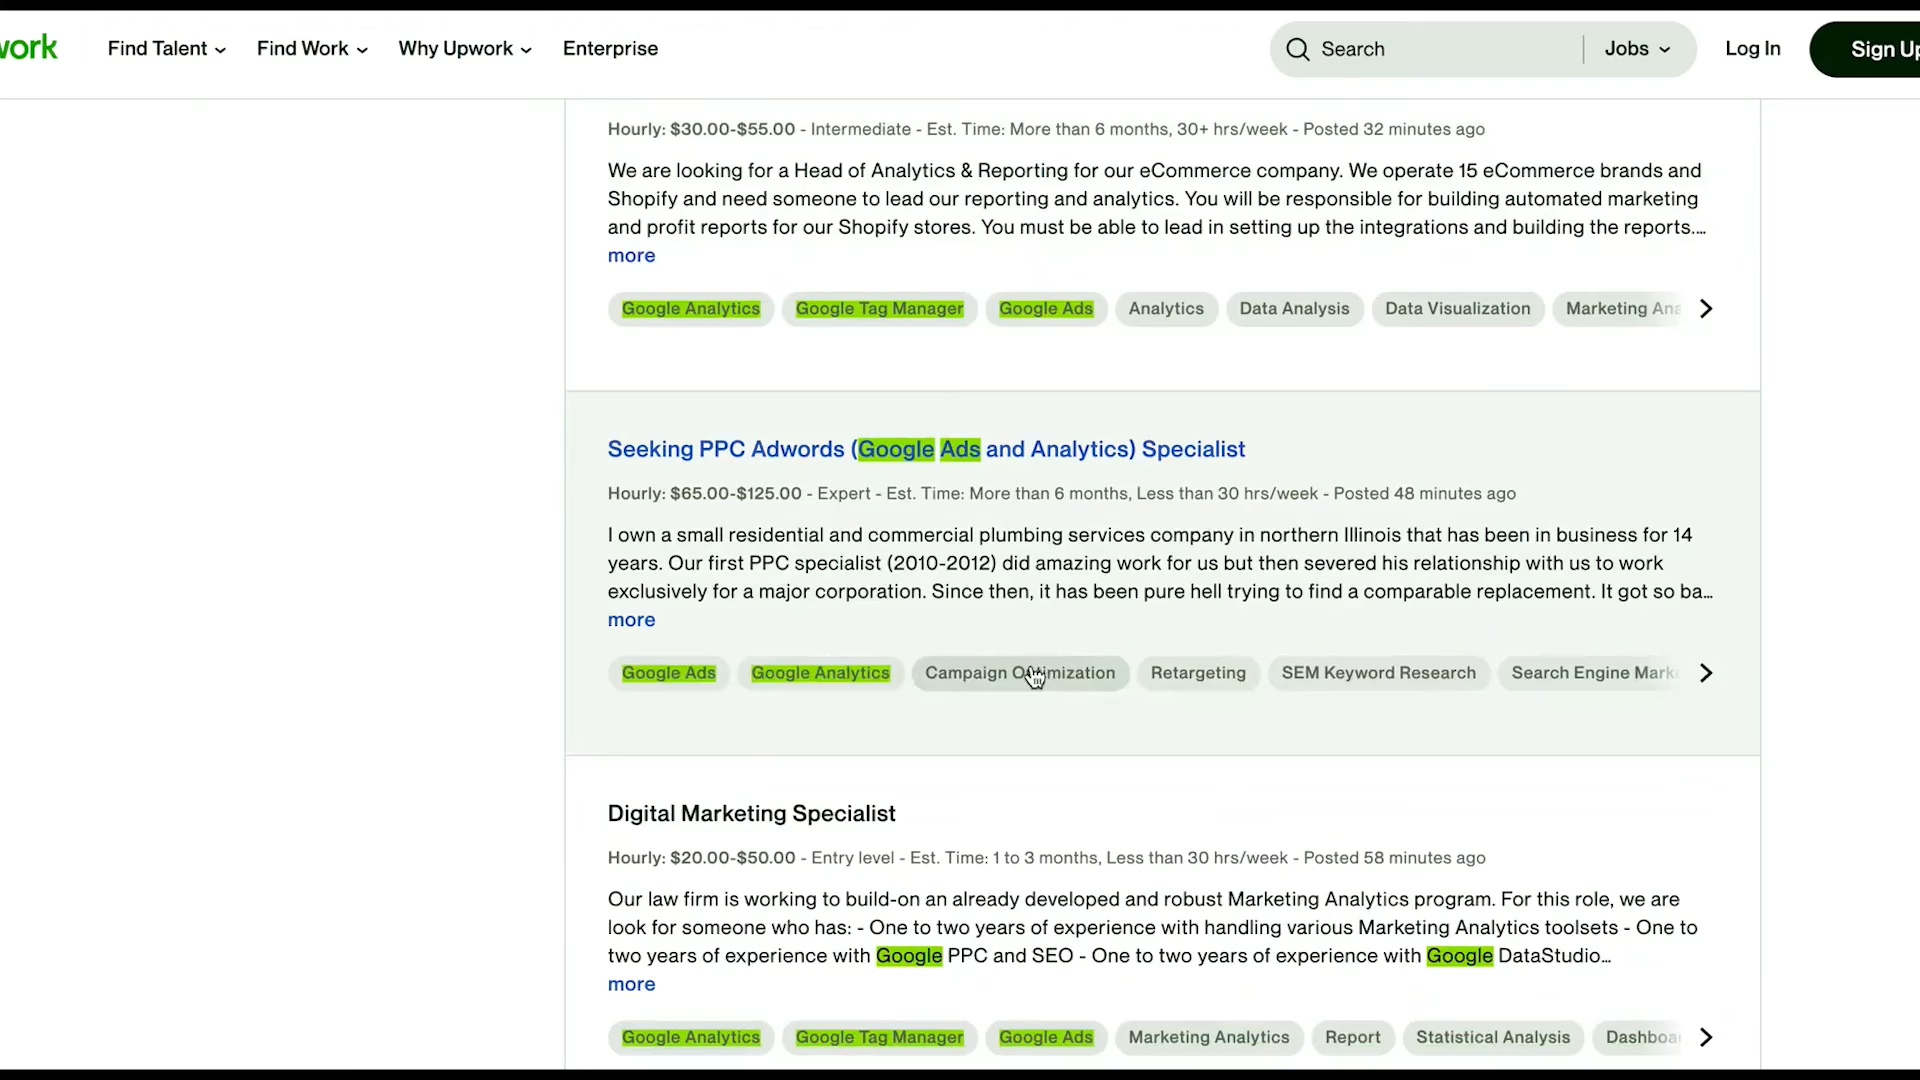 work
Find Talent
Find Work
Why Upwork
Enterprise
Search
Jobs
Log In
Sign Up
Hourly: $30.00-$55.00 - Intermediate - Est. Time: More than 6 months, 30+ hrs/week - Posted 32 minutes ago
We are looking for a Head of Analytics & Reporting for our eCommerce company. We operate 15 eCommerce brands and
Shopify and need someone to lead our reporting and analytics. You will be responsible for building automated marketing
and profit reports for our Shopify stores. You must be able to lead in setting up the integrations and building the reports.…
more
Google Analytics
Google Tag Manager
Google Ads
Analytics
Data Analysis
Data Visualization
Marketing Ana
Seeking PPC Adwords (Google Ads and Analytics) Specialist
Hourly: $65.00-$125.00 - Expert - Est. Time: More than 6 months, Less than 30 hrs/week - Posted 48 minutes ago
I own a small residential and commercial plumbing services company in northern Illinois that has been in business for 14
years. Our first PPC specialist (2010-2012) did amazing work for us but then severed his relationship with us to work
exclusively for a major corporation. Since then, it has been pure hell trying to find a comparable replacement. It got so ba…
more
Google Ads
Google Analytics
Campaign Optimization
Retargeting
SEM Keyword Research
Search Engine Marke
Digital Marketing Specialist
Hourly: $20.00-$50.00 - Entry level - Est. Time: 1 to 3 months, Less than 30 hrs/week - Posted 58 minutes ago
Our law firm is working to build-on an already developed and robust Marketing Analytics program. For this role, we are
look for someone who has: - One to two years of experience with handling various Marketing Analytics toolsets - One to
two years of experience with Google PPC and SEO - One to two years of experience with Google DataStudio…
more
Google Analytics
Google Tag Manager
Google Ads
Marketing Analytics
Report
Statistical Analysis
Dashboar